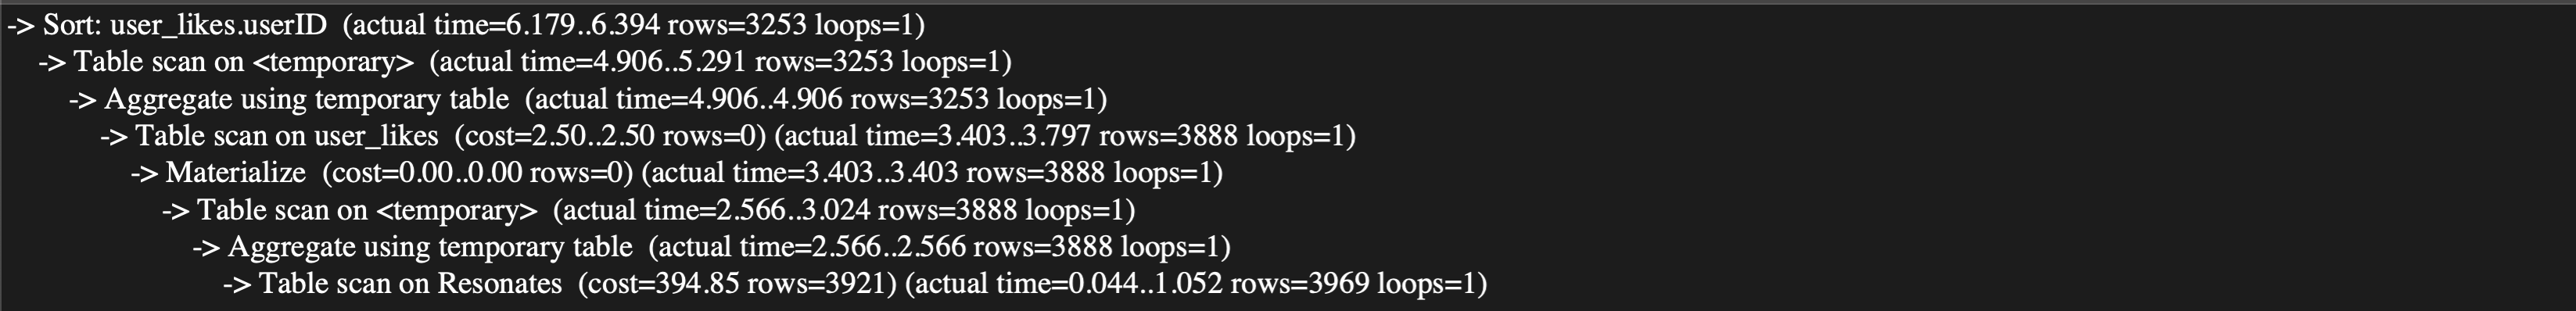 -> Sort: user_likes.userID  (actual time=6.179..6.394 rows=3253 loops=1)
    -> Table scan on <temporary>  (actual time=4.906..5.291 rows=3253 loops=1)
        -> Aggregate using temporary table  (actual time=4.906..4.906 rows=3253 loops=1)
            -> Table scan on user_likes  (cost=2.50..2.50 rows=0) (actual time=3.403..3.797 rows=3888 loops=1)
                -> Materialize  (cost=0.00..0.00 rows=0) (actual time=3.403..3.403 rows=3888 loops=1)
                    -> Table scan on <temporary>  (actual time=2.566..3.024 rows=3888 loops=1)
                        -> Aggregate using temporary table  (actual time=2.566..2.566 rows=3888 loops=1)
                            -> Table scan on Resonates  (cost=394.85 rows=3921) (actual time=0.044..1.052 rows=3969 loops=1)